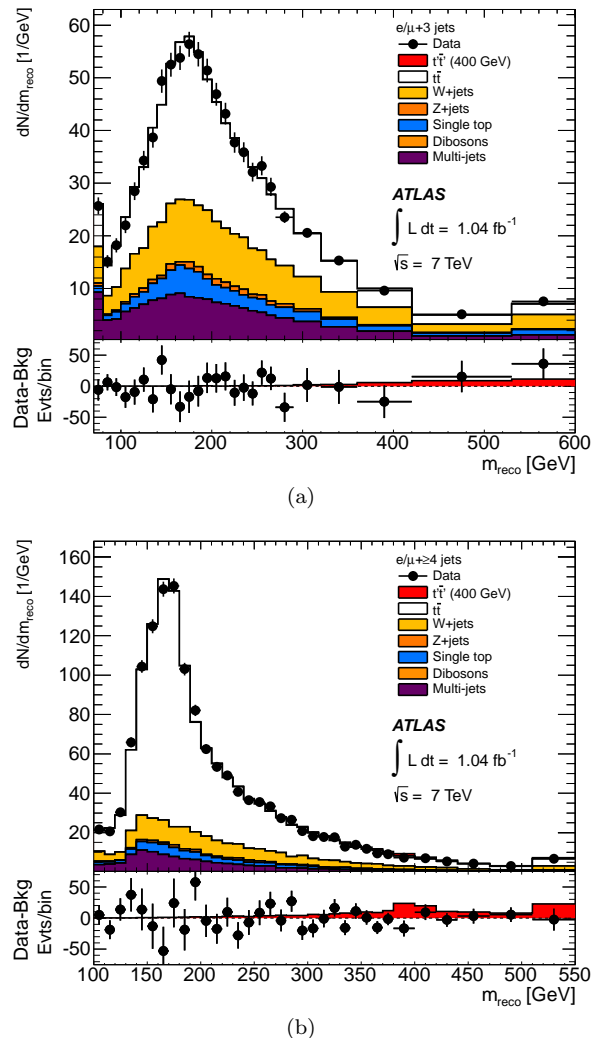 e/μ+3 jets
Data
t't̄' (400 GeV)
tt̄
W+jets
Z+jets
Single top
Dibosons
Multi-jets
ATLAS
∫ L dt = 1.04 fb⁻¹
√s = 7 TeV
dN/dm_reco [1/GeV]
60
50
40
30
20
10
Data-Bkg
Evts/bin
50
0
-50
100 200 300 400 500 600
m_reco [GeV]
(a)
e/μ+≥4 jets
Data
t't̄' (400 GeV)
tt̄
W+jets
Z+jets
Single top
Dibosons
Multi-jets
ATLAS
∫ L dt = 1.04 fb⁻¹
√s = 7 TeV
dN/dm_reco [1/GeV]
160
140
120
100
80
60
40
20
Data-Bkg
Evts/bin
50
0
-50
100 150 200 250 300 350 400 450 500 550
m_reco [GeV]
(b)